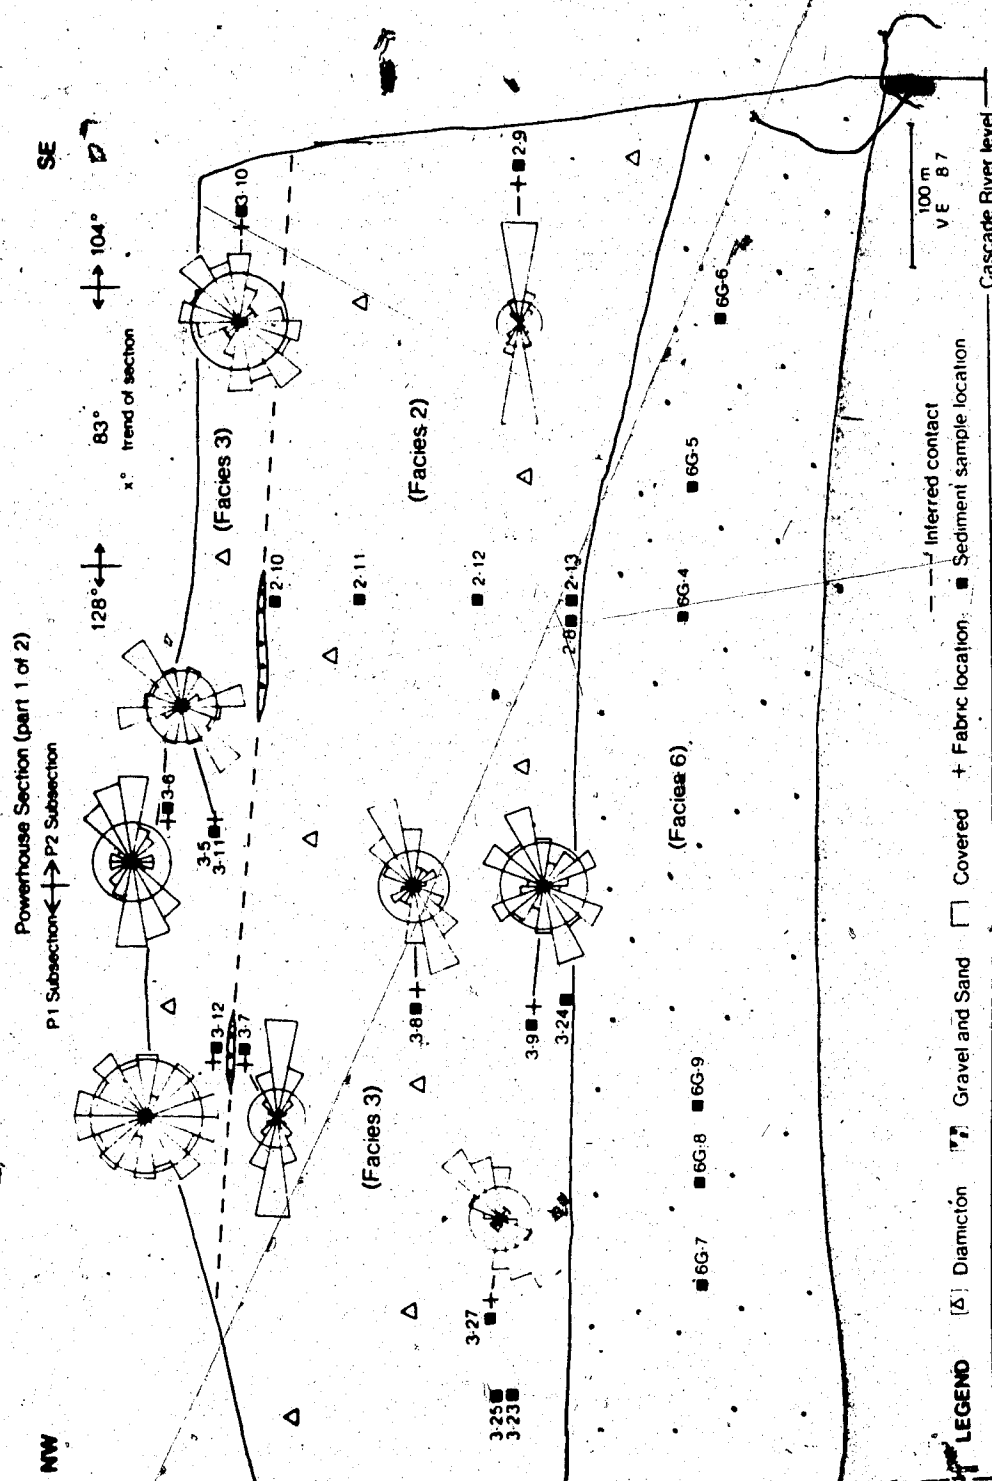 Powerhouse Section (part 1 of 2)
P1 Subsection P2 Subsection
NW
SE
128° 83° 104°
x° trend of section
3-12
3-7
3-6
3-5
3-11
3-10
(Facies 3)
2-10
2-11
2-12
2-8
2-13
2-9
(Facies 2)
(Facies 3)
3-8
3-9
3-24
3-27
3-25
3-23
(Facies 6)
6G-7
6G-8
6G-9
6G-4
6G-5
6G-6
100 m
V E 8 7
Cascade River level
Inferred contact
LEGEND Diamicton Gravel and Sand Covered + Fabric location Sediment sample location